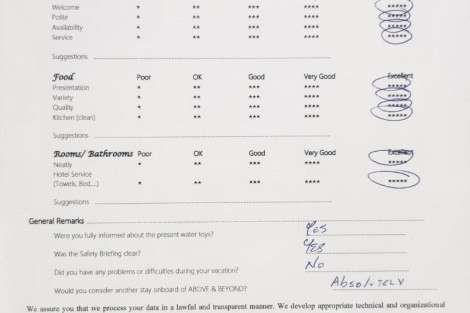 Welcome * ** *** **** *****
Polite * ** *** **** *****
Availability * ** *** **** *****
Service * ** *** **** *****
Suggestions
Food Poor OK Good Very Good Excellent
Presentation * ** *** **** *****
Variety * ** *** **** *****
Quality * ** *** **** *****
Kitchen (clean) * ** *** **** *****
Suggestions
Rooms/ Bathrooms Poor OK Good Very Good Excellent
Neatly * ** *** **** *****
Hotel Service
(Towels, Bed...) * ** *** **** *****
Suggestions
General Remarks
Were you fully informed about the present water toys? Yes
Was the Safety Briefing clear? Yes
Did you have any problems or difficulties during your vacation? No
Would you consider another stay onboard of ABOVE & BEYOND? Absolutely
We assure you that we process your data in a lawful and transparent manner. We develop appropriate technical and organizational